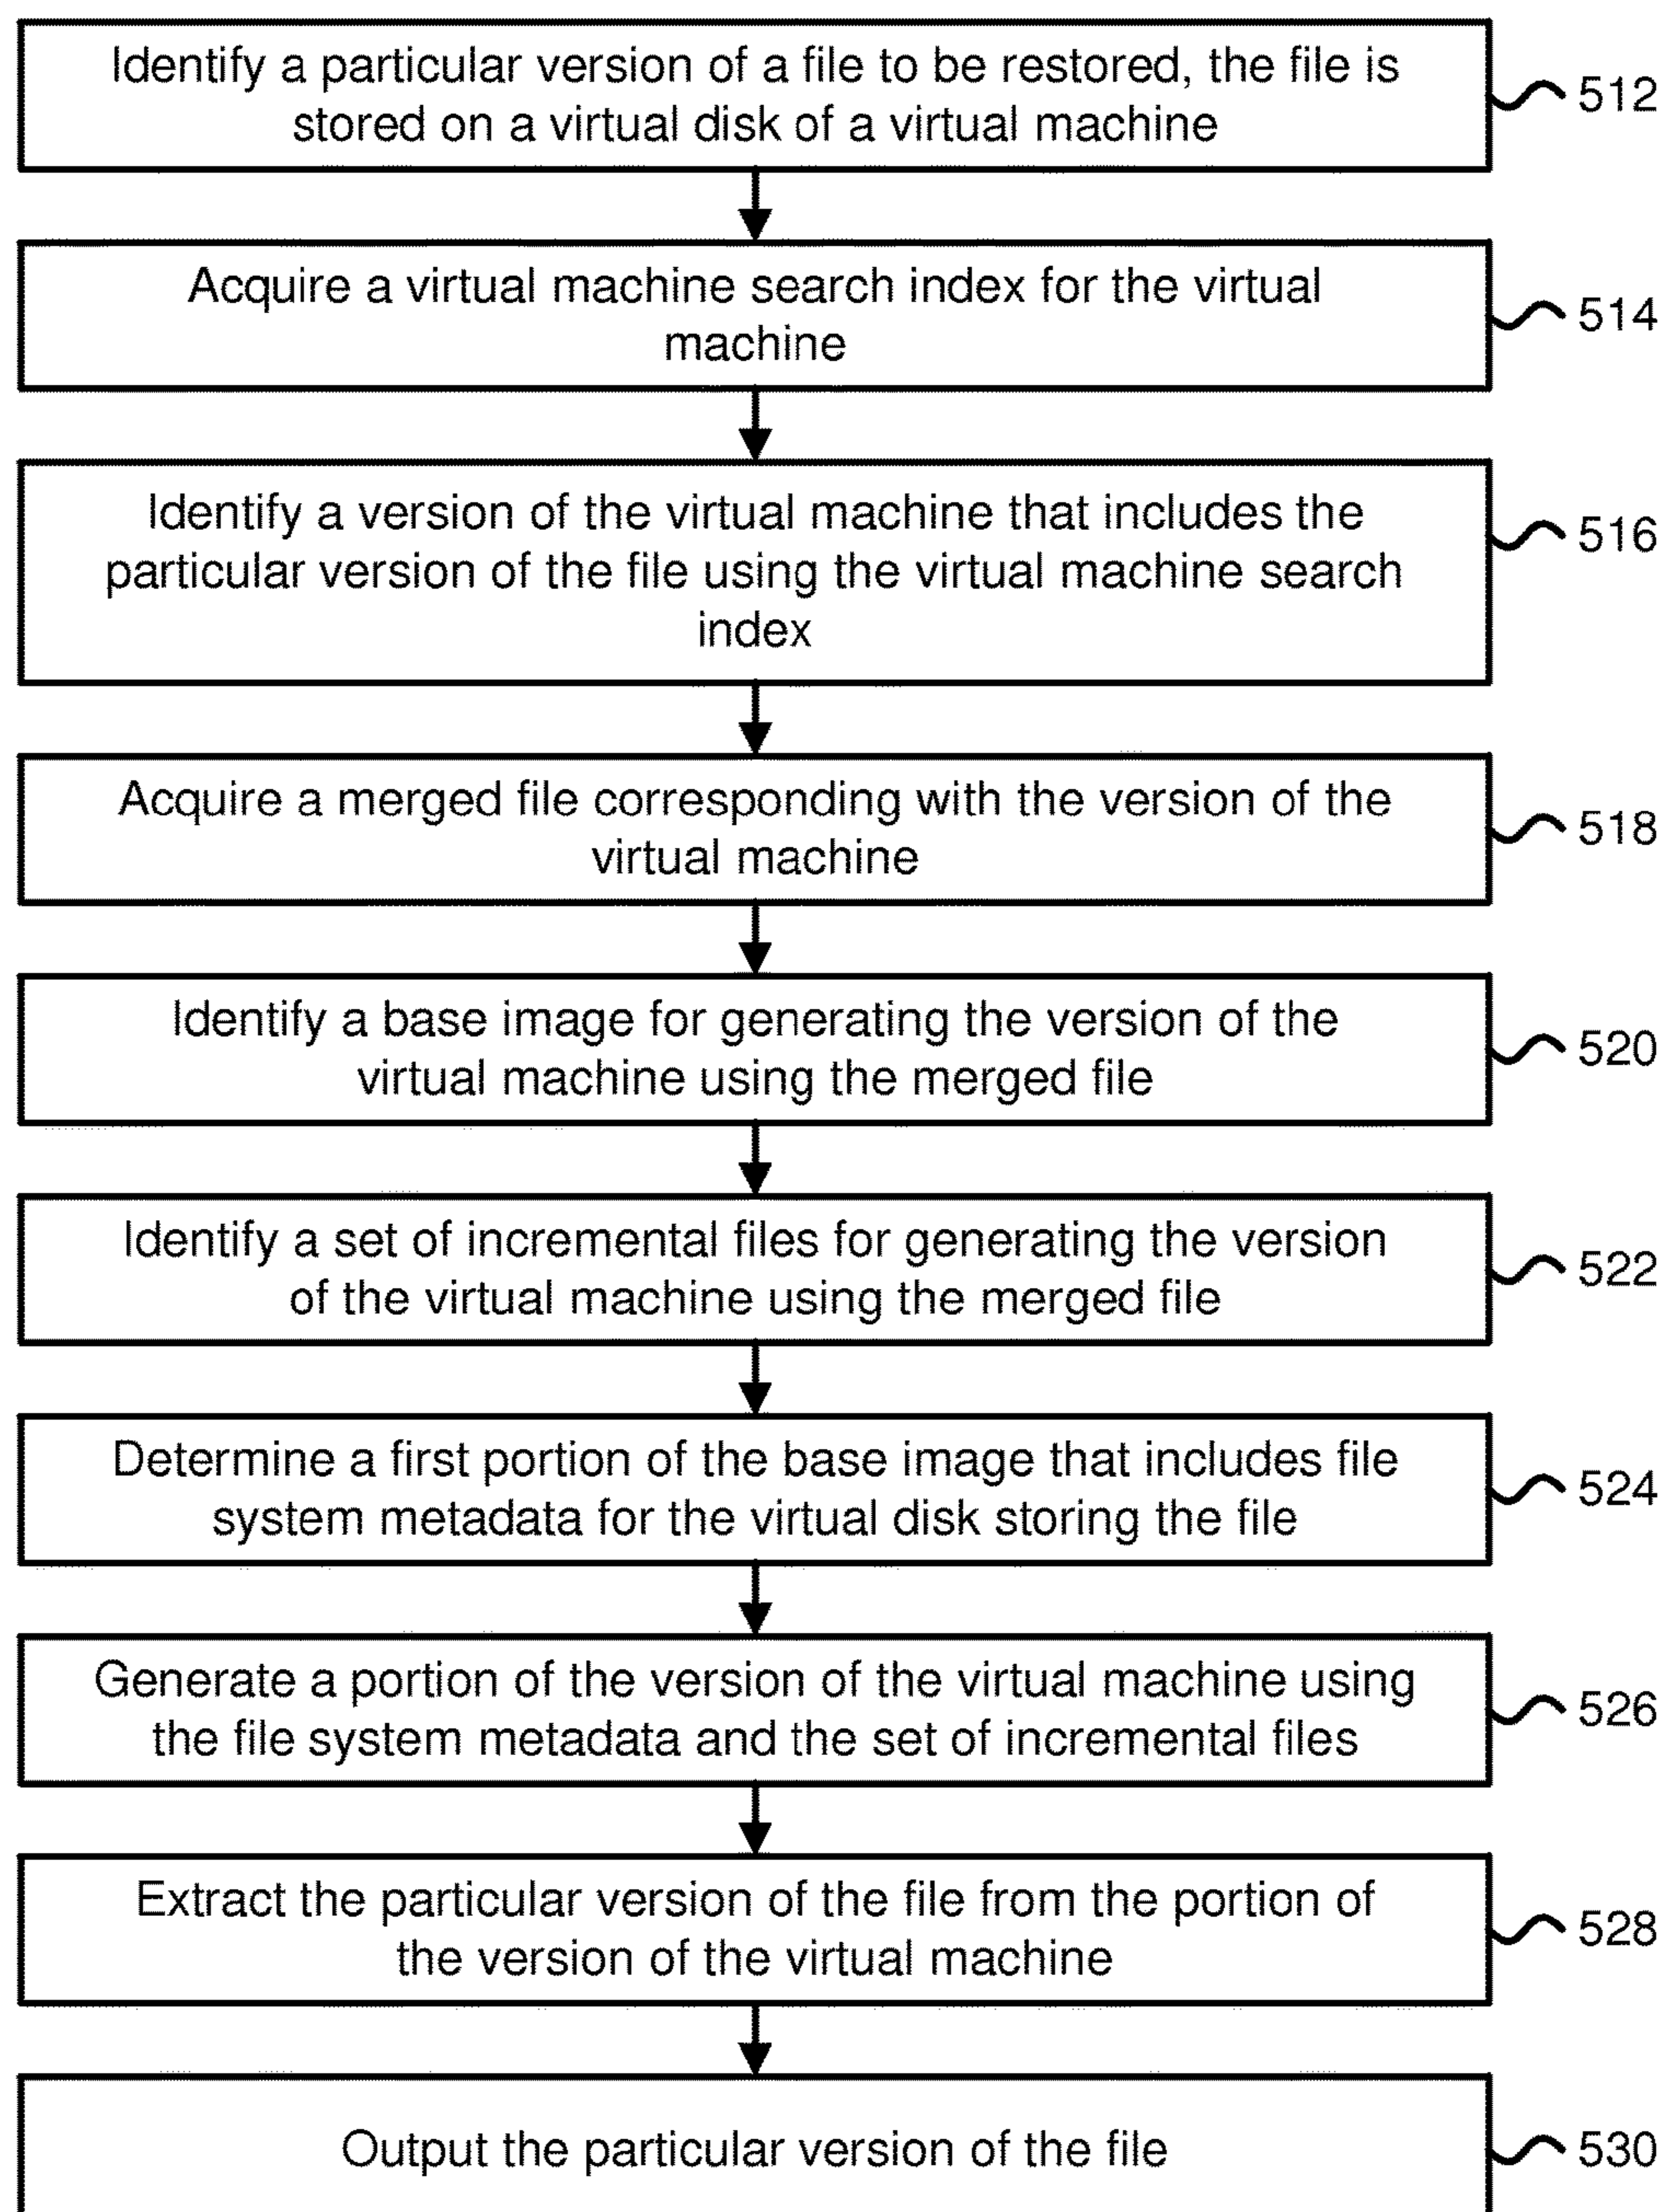 Identify a particular version of a file to be restored, the file is
stored on a virtual disk of a virtual machine
512
Acquire a virtual machine search index for the virtual
machine
514
Identify a version of the virtual machine that includes the
particular version of the file using the virtual machine search
index
516
Acquire a merged file corresponding with the version of the
virtual machine
518
Identify a base image for generating the version of the
virtual machine using the merged file
520
Identify a set of incremental files for generating the version
of the virtual machine using the merged file
522
Determine a first portion of the base image that includes file
system metadata for the virtual disk storing the file
524
Generate a portion of the version of the virtual machine using
the file system metadata and the set of incremental files
526
Extract the particular version of the file from the portion of
the version of the virtual machine
528
Output the particular version of the file
530